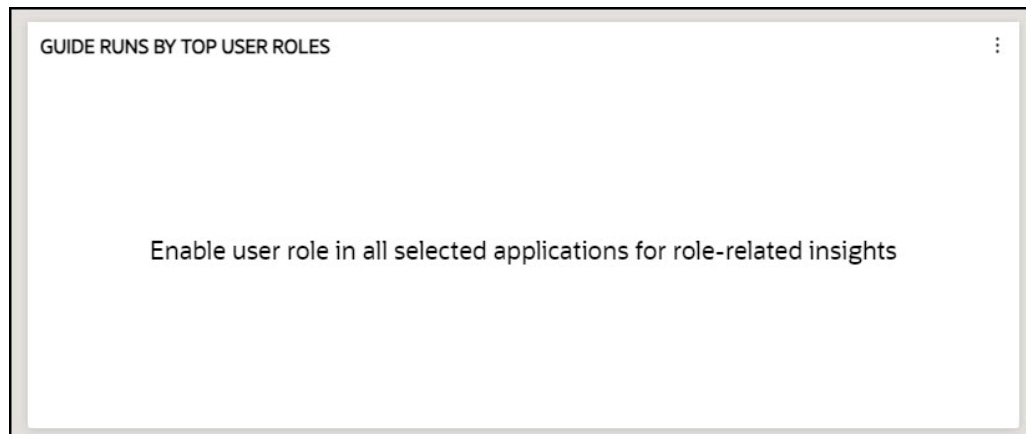 GUIDE RUNS BY TOP USER ROLES
Enable user role in all selected applications for role-related insights